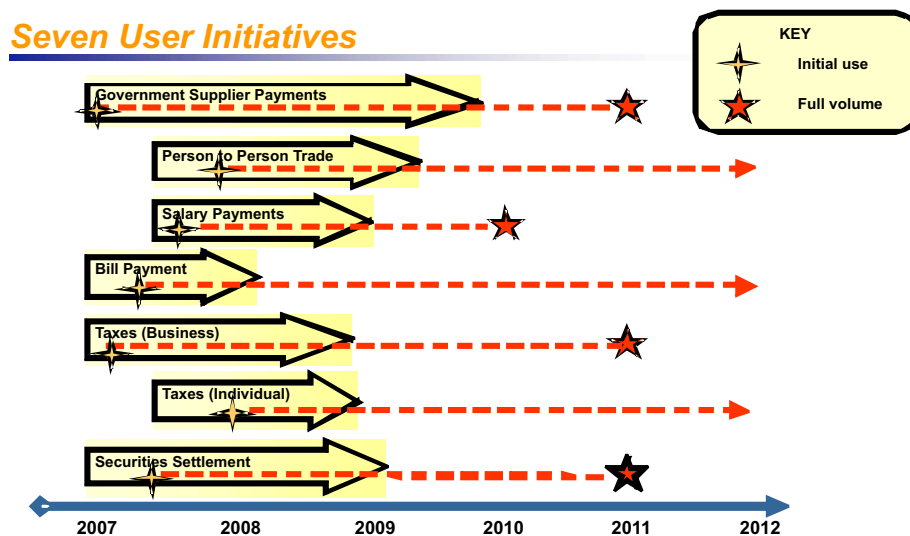 Seven User Initiatives
KEY
Initial use
Full volume
Government Supplier Payments
Person to Person Trade
Salary Payments
Bill Payment
Taxes (Business)
Taxes (Individual)
Securities Settlement
2007 2008 2009 2010 2011 2012